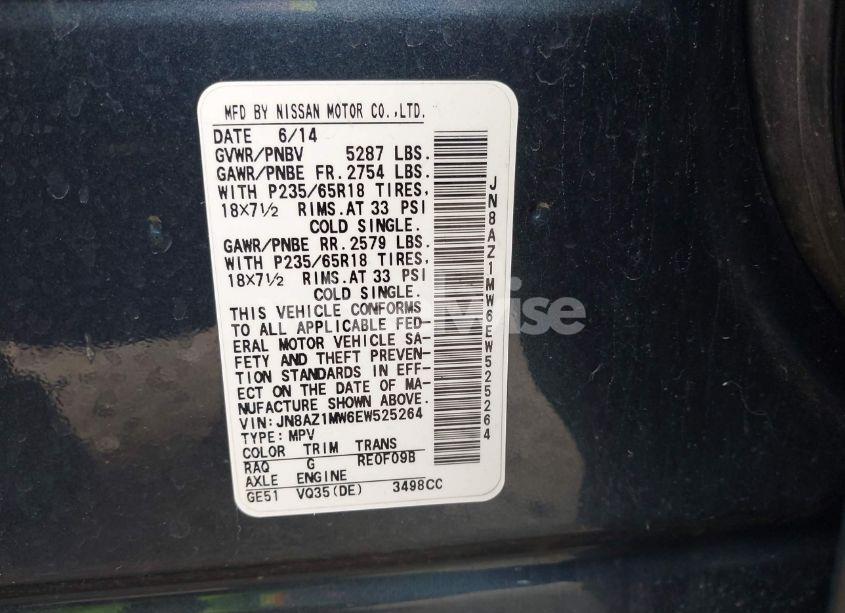 MFD BY NISSAN MOTOR CO.,LTD.
DATE 6/14
GVWR/PNBV 5287 LBS.
GAWR/PNBE FR. 2754 LBS.
WITH P235/65R18 TIRES,
18X7½ RIMS.AT 33 PSI
COLD SINGLE.
GAWR/PNBE RR. 2579 LBS.
WITH P235/65R18 TIRES,
18X7½ RIMS.AT 33 PSI
COLD SINGLE.
THIS VEHICLE CONFORMS
TO ALL APPLICABLE FED-
ERAL MOTOR VEHICLE SA-
FETY AND THEFT PREVEN-
TION STANDARDS IN EFF-
ECT ON THE DATE OF MA-
NUFACTURE SHOWN ABOVE.
VIN:JN8AZ1MW6EW525264
TYPE:MPV
COLOR TRIM TRANS
RAQ G RE0F09B
AXLE ENGINE
GE51 VQ35(DE) 3498CC
JN8AZ1MW6EW525264